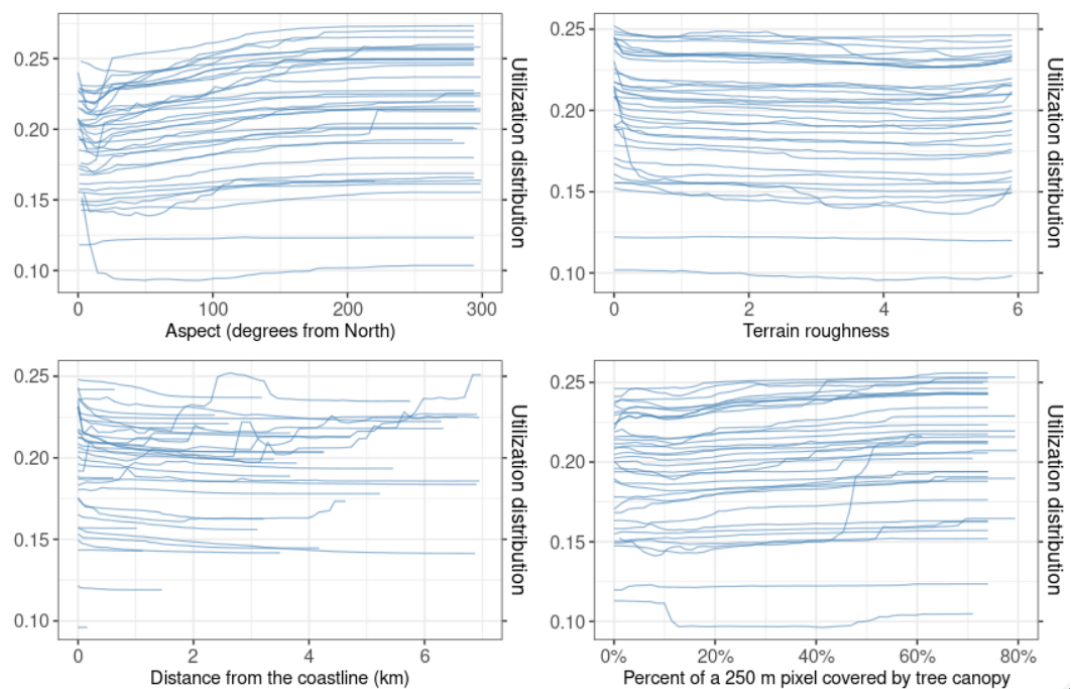 0.25
0.20
0.15
0.10
Utilization distribution
0 100 200 300
Aspect (degrees from North)
0.25
0.20
0.15
0.10
Utilization distribution
0 2 4 6
Terrain roughness
0.25
0.20
0.15
0.10
Utilization distribution
0 2 4 6
Distance from the coastline (km)
0.25
0.20
0.15
0.10
Utilization distribution
0% 20% 40% 60% 80%
Percent of a 250 m pixel covered by tree canopy